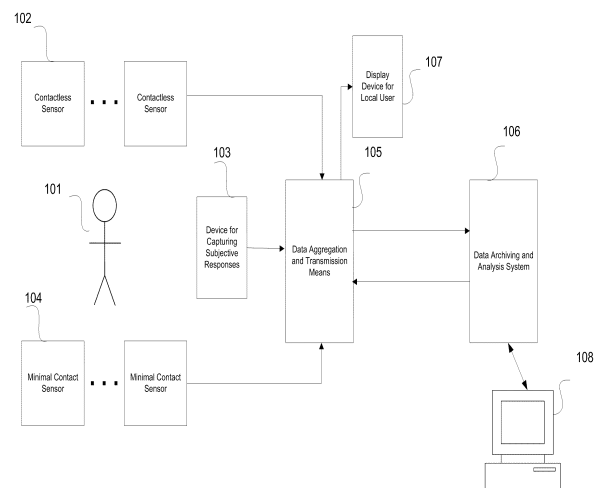 102
Contactless
Sensor
Contactless
Sensor
Display
Device for
Local User
107
101
103
Device for
Capturing
Subjective
Responses
105
Data Aggregation
and Transmission
Means
106
Data Archiving and
Analysis System
104
Minimal Contact
Sensor
Minimal Contact
Sensor
108